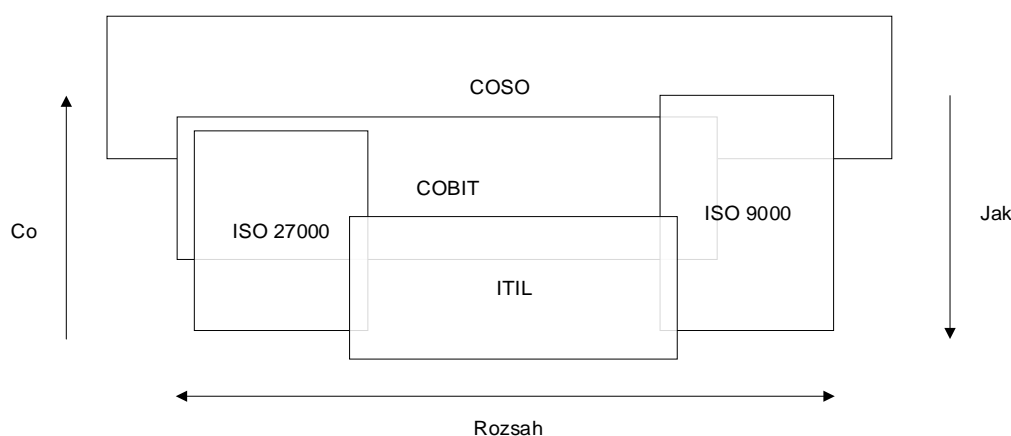 COSO
COBIT
ISO 9000
Jak
Co
ISO 27000
ITIL
Rozsah